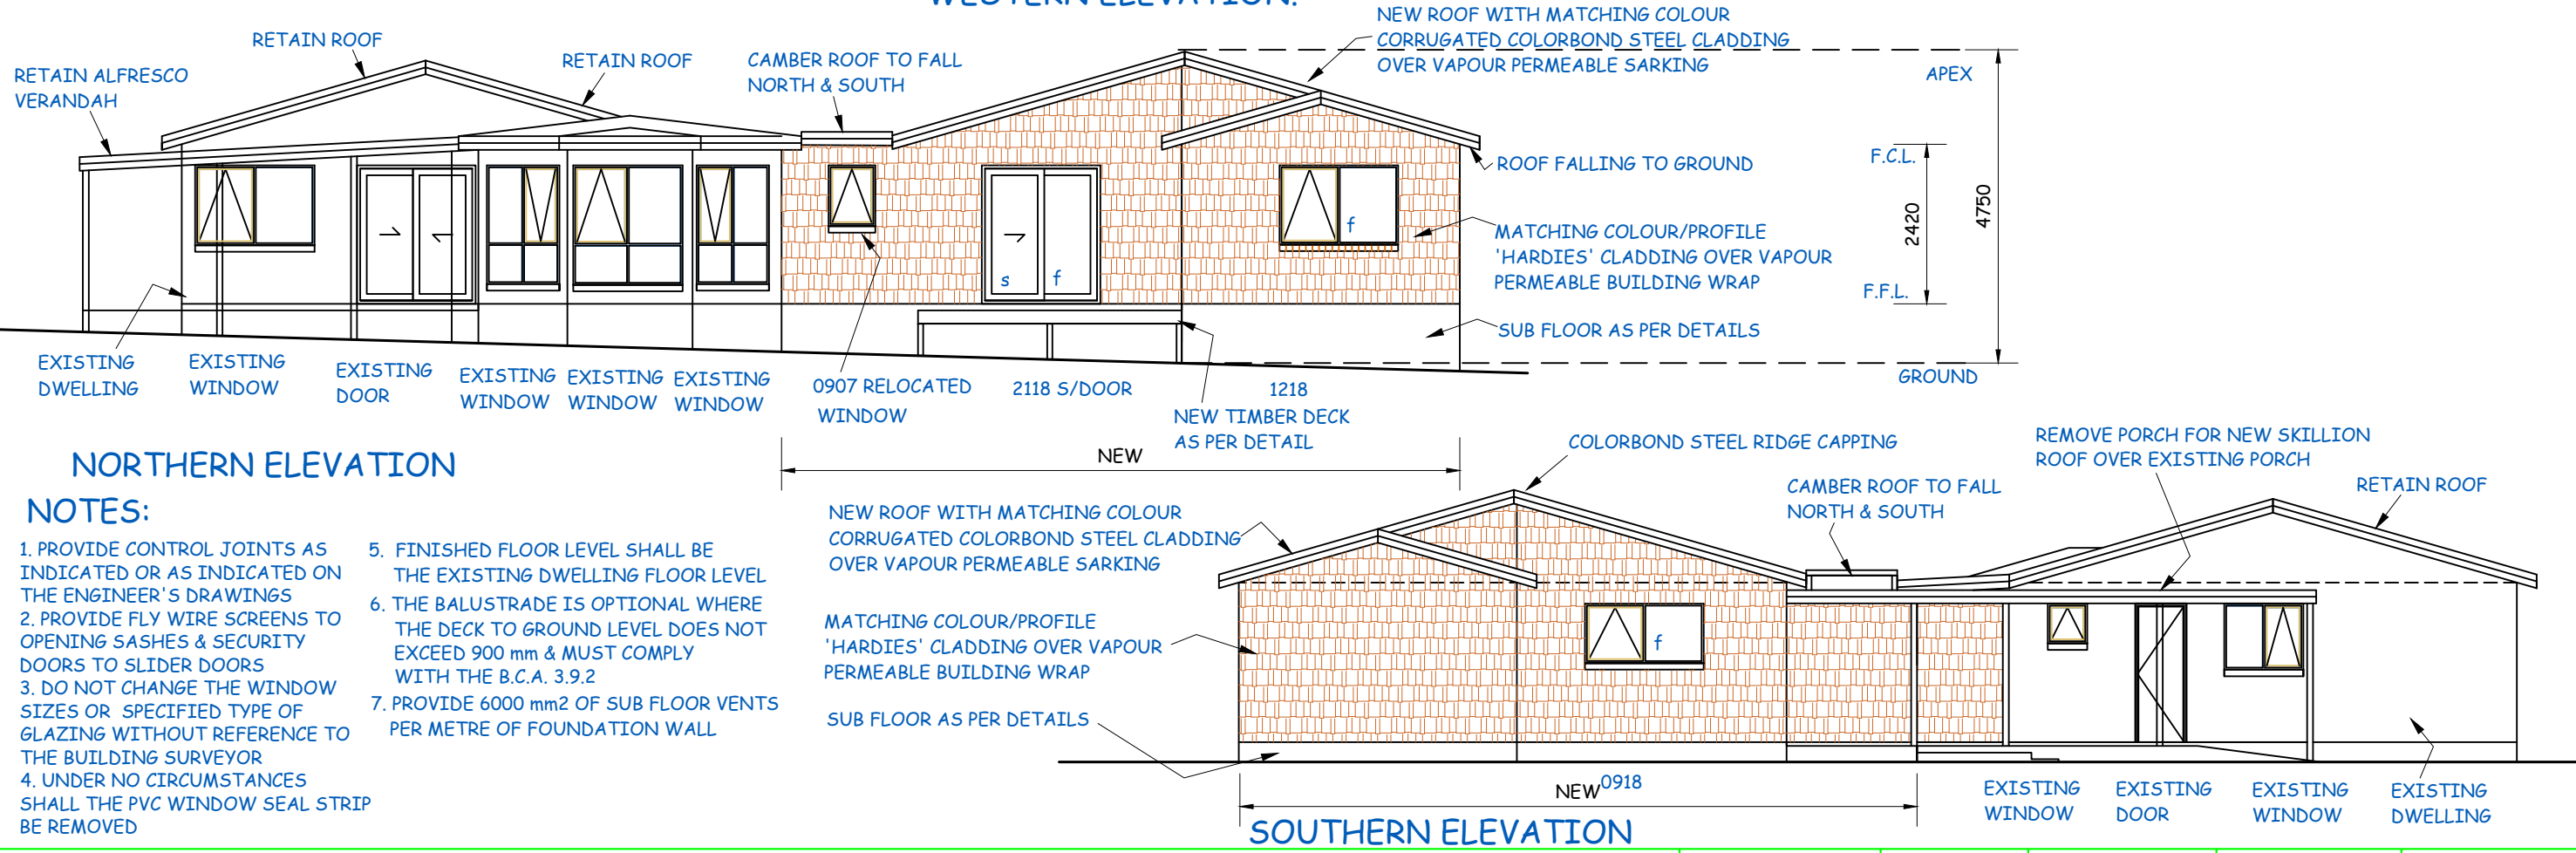 WESTERN ELEVATION.
RETAIN ALFRESCO
VERANDAH
RETAIN ROOF
RETAIN ROOF
CAMBER ROOF TO FALL
NORTH & SOUTH
NEW ROOF WITH MATCHING COLOUR
CORRUGATED COLORBOND STEEL CLADDING
OVER VAPOUR PERMEABLE SARKING
APEX
ROOF FALLING TO GROUND
F.C.L.
2420
4750
MATCHING COLOUR/PROFILE
'HARDIES' CLADDING OVER VAPOUR
PERMEABLE BUILDING WRAP
F.F.L.
SUB FLOOR AS PER DETAILS
GROUND
s
f
f
EXISTING
DWELLING
EXISTING
WINDOW
EXISTING
DOOR
EXISTING
WINDOW
EXISTING
WINDOW
EXISTING
WINDOW
0907 RELOCATED
WINDOW
2118 S/DOOR
NEW TIMBER DECK
AS PER DETAIL
1218
NEW
NORTHERN ELEVATION
NOTES:
1. PROVIDE CONTROL JOINTS AS
INDICATED OR AS INDICATED ON
THE ENGINEER'S DRAWINGS
2. PROVIDE FLY WIRE SCREENS TO
OPENING SASHES & SECURITY
DOORS TO SLIDER DOORS
3. DO NOT CHANGE THE WINDOW
SIZES OR SPECIFIED TYPE OF
GLAZING WITHOUT REFERENCE TO
THE BUILDING SURVEYOR
4. UNDER NO CIRCUMSTANCES
SHALL THE PVC WINDOW SEAL STRIP
BE REMOVED
5. FINISHED FLOOR LEVEL SHALL BE
THE EXISTING DWELLING FLOOR LEVEL
6. THE BALUSTRADE IS OPTIONAL WHERE
THE DECK TO GROUND LEVEL DOES NOT
EXCEED 900 mm & MUST COMPLY
WITH THE B.C.A. 3.9.2
7. PROVIDE 6000 mm2 OF SUB FLOOR VENTS
PER METRE OF FOUNDATION WALL
NEW ROOF WITH MATCHING COLOUR
CORRUGATED COLORBOND STEEL CLADDING
OVER VAPOUR PERMEABLE SARKING
MATCHING COLOUR/PROFILE
'HARDIES' CLADDING OVER VAPOUR
PERMEABLE BUILDING WRAP
SUB FLOOR AS PER DETAILS
COLORBOND STEEL RIDGE CAPPING
CAMBER ROOF TO FALL
NORTH & SOUTH
REMOVE PORCH FOR NEW SKILLION
ROOF OVER EXISTING PORCH
RETAIN ROOF
f
EXISTING
WINDOW
EXISTING
DOOR
EXISTING
WINDOW
EXISTING
DWELLING
NEW
0918
SOUTHERN ELEVATION